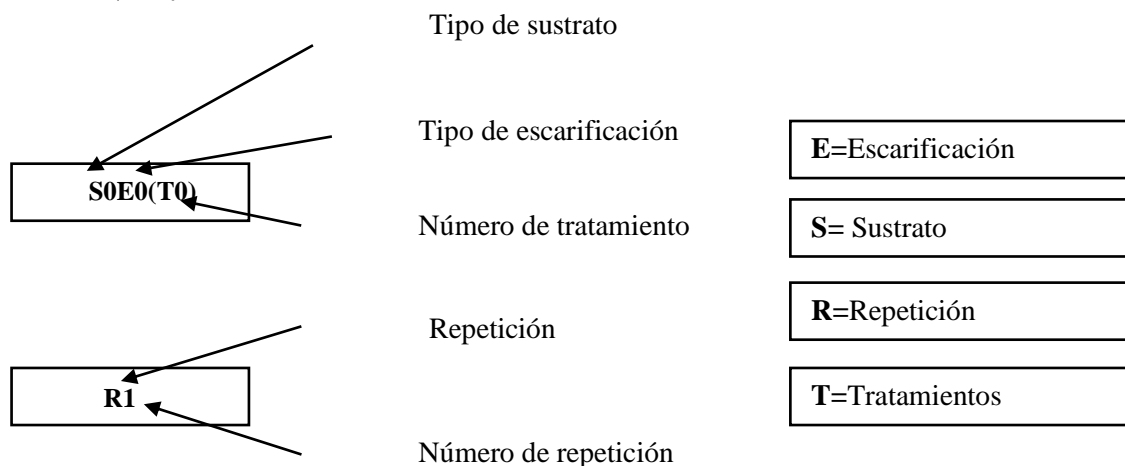 Tipo de sustrato
Tipo de escarificación
E=Escarificación
S0E0(T0)
Número de tratamiento
S= Sustrato
Repetición
R=Repetición
R1
T=Tratamientos
Número de repetición